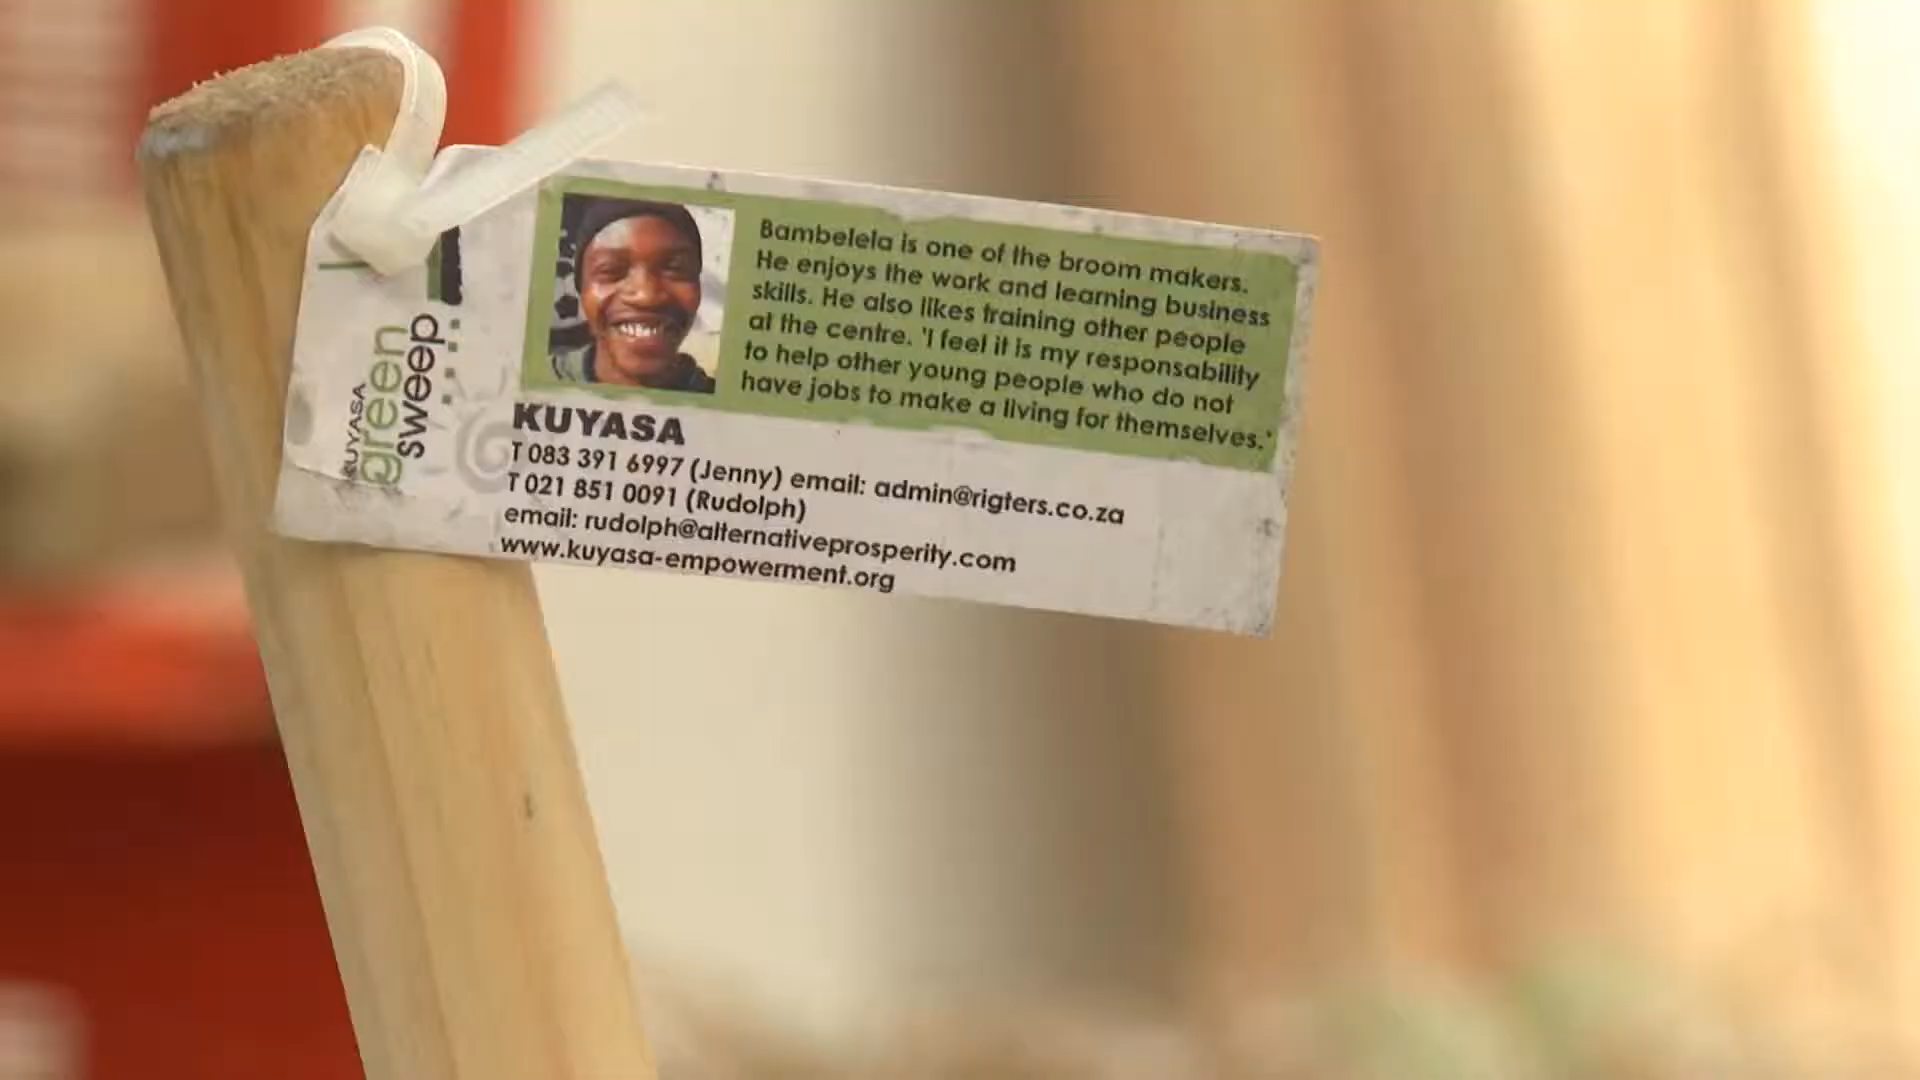 KUYASA
green
sweep
Bambelela is one of the broom makers.
He enjoys the work and learning business
skills. He also likes training other people
at the centre. 'I feel it is my responsability
to help other young people who do not
have jobs to make a living for themselves.'
KUYASA
T 083 391 6997 (Jenny) email: admin@rigters.co.za
T 021 851 0091 (Rudolph)
email: rudolph@alternativeprosperity.com
www.kuyasa-empowerment.org